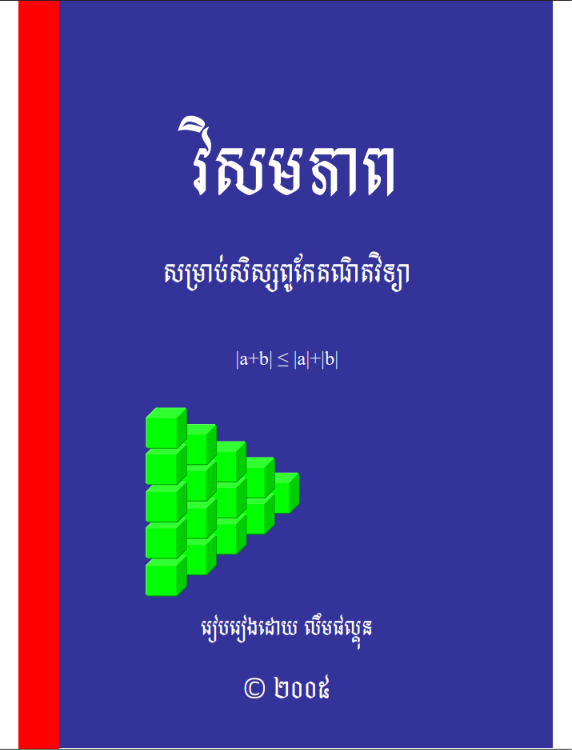 វិសមភាព
សម្រាប់សិស្សពូកែគណិតវិទ្យា
|a+b| ≤ |a|+|b|
រៀបរៀងដោយ លឹមផល្គុន
© ២០០៥